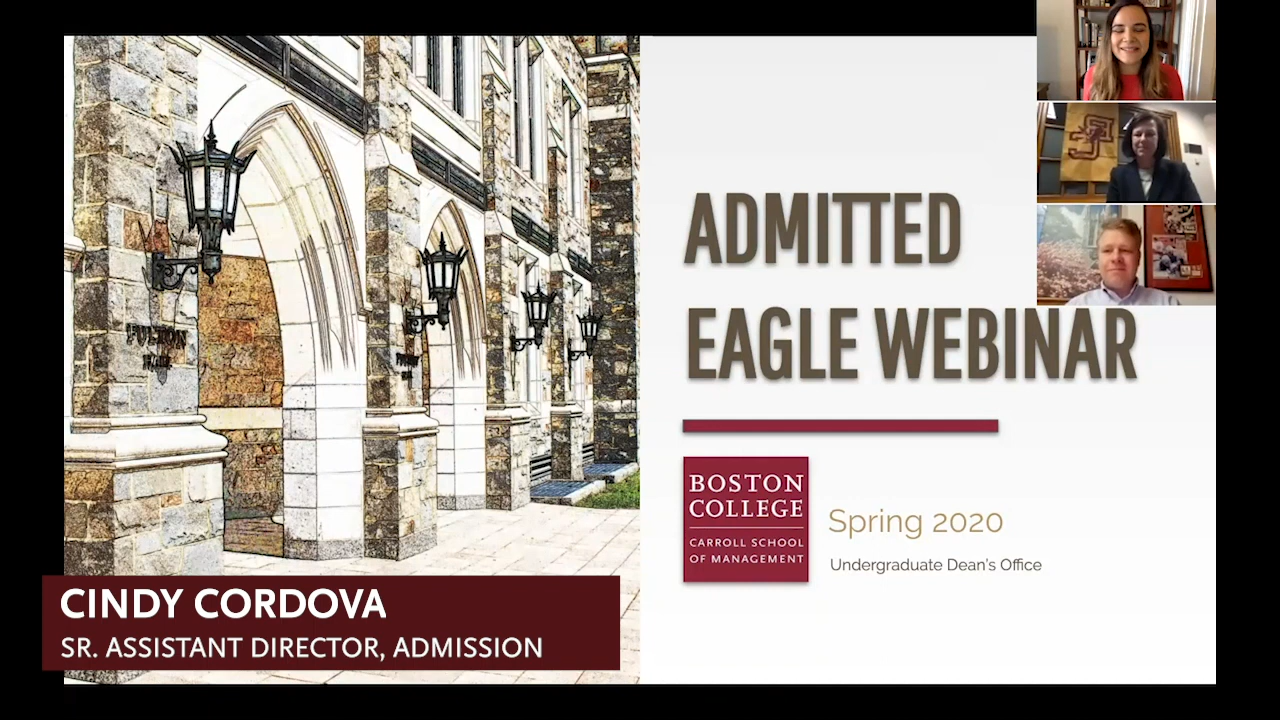 ADMITTED
EAGLE WEBINAR
BOSTON
COLLEGE
CARROLL SCHOOL
OF MANAGEMENT
Spring 2020
Undergraduate Dean's Office
FULTON
HALL
CINDY CORDOVA
SR. ASSISTANT DIRECTOR, ADMISSION